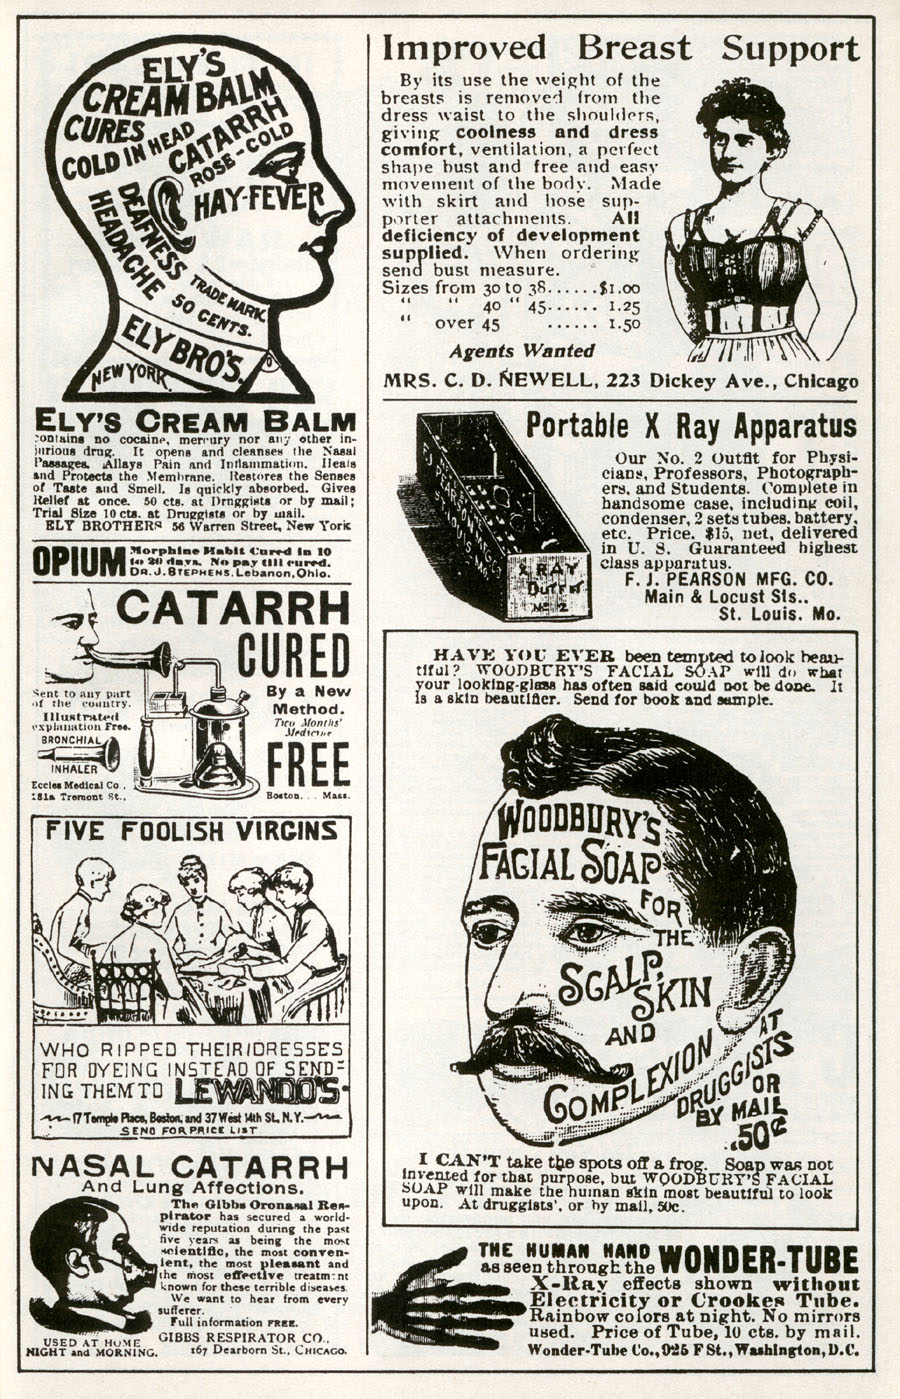 ELY'S
CREAM BALM
CURES
COLD IN HEAD
CATARRH
ROSE-COLD
HAY-FEVER
DEAFNESS
HEADACHE
TRADE MARK.
50 CENTS.
ELY BRO'S.
NEW YORK.
ELY'S CREAM BALM
contains no cocaine, mercury nor any other in-
jurious drug. It opens and cleanses the Nasal
Passages. Allays Pain and Inflammation. Heals
and Protects the Membrane. Restores the Senses
of Taste and Smell. Is quickly absorbed. Gives
Relief at once. 50 cts. at Druggists or by mail;
Trial Size 10 cts. at Druggists or by mail.
ELY BROTHERS 56 Warren Street, New York
OPIUM Morphine Habit Cured in 10
to 20 days. No pay till cured.
DR. J. STEPHENS, Lebanon, Ohio.
CATARRH
CURED
By a New
Method.
Two Months'
Medicine
FREE
Boston. . . Mass.
Sent to any part
of the country.
Illustrated
explanation Free.
BRONCHIAL
INHALER
Eccles Medical Co.,
181a Tremont St.,
FIVE FOOLISH VIRGINS
WHO RIPPED THEIR DRESSES
FOR DYEING INSTEAD OF SEND=
ING THEM TO LEWANDO'S
17 Temple Place, Boston, and 37 West 14th St., N.Y.
SEND FOR PRICE LIST
NASAL CATARRH
And Lung Affections.
The Gibbs Oronasal Res-
pirator has secured a world-
wide reputation during the past
five years as being the most
scientific, the most conven-
ient, the most pleasant and
the most effective treatment
known for these terrible diseases.
We want to hear from every
sufferer.
Full information FREE.
GIBBS RESPIRATOR CO.,
167 Dearborn St., CHICAGO.
USED AT HOME
NIGHT and MORNING.
Improved Breast Support
By its use the weight of the
breasts is removed from the
dress waist to the shoulders,
giving coolness and dress
comfort, ventilation, a perfect
shape bust and free and easy
movement of the body. Made
with skirt and hose sup-
porter attachments. All
deficiency of development
supplied. When ordering
send bust measure.
Sizes from 30 to 38......$1.00
" " 40 " 45...... 1.25
" over 45 ...... 1.50
Agents Wanted
MRS. C. D. NEWELL, 223 Dickey Ave., Chicago
Portable X Ray Apparatus
Our No. 2 Outfit for Physi-
cians, Professors, Photograph-
ers, and Students. Complete in
handsome case, including coil,
condenser, 2 sets tubes, battery,
etc. Price. $15, net, delivered
in U. S. Guaranteed highest
class apparatus.
F. J. PEARSON MFG. CO.
Main & Locust Sts.,
St. Louis. Mo.
X RAY
OUTFIT
No 2
HAVE YOU EVER been tempted to look beau-
tiful? WOODBURY'S FACIAL SOAP will do what
your looking-glass has often said could not be done. It
is a skin beautifier. Send for book and sample.
WOODBURY'S
FACIAL SOAP
FOR
THE
SCALP,
SKIN
AND
COMPLEXION
AT
DRUGGISTS
OR
BY MAIL
..50¢
I CAN'T take the spots off a frog. Soap was not
invented for that purpose, but WOODBURY'S FACIAL
SOAP will make the human skin most beautiful to look
upon. At druggists', or by mail, 50c.
THE HUMAN HAND
as seen through the WONDER-TUBE
X-Ray effects shown without
Electricity or Crookes Tube.
Rainbow colors at night. No mirrors
used. Price of Tube, 10 cts. by mail.
Wonder-Tube Co., 925 F St., Washington, D.C.